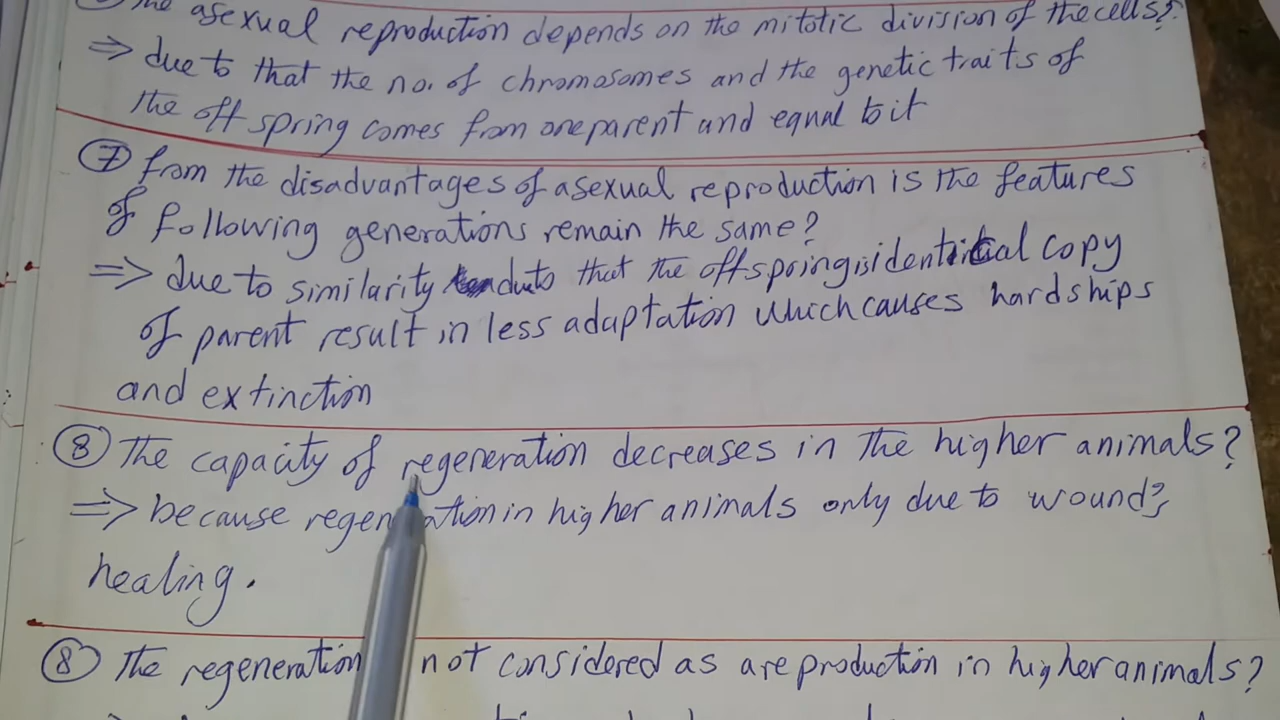 The asexual reproduction depends on the mitotic division of the cells?
⇒ due to that the no. of chromosomes and the genetic traits of
the offspring comes from one parent and equal to it
⑦ from the disadvantages of asexual reproduction is the features
of following generations remain the same?
⇒ due to similarity due to that the offspring is identical copy
of parent result in less adaptation which causes hardships
and extinction
⑧ The capacity of regeneration decreases in the higher animals?
⇒ because regeneration in higher animals only due to wound,s
healing.
⑧ The regeneration not considered as a reproduction in higher animals?